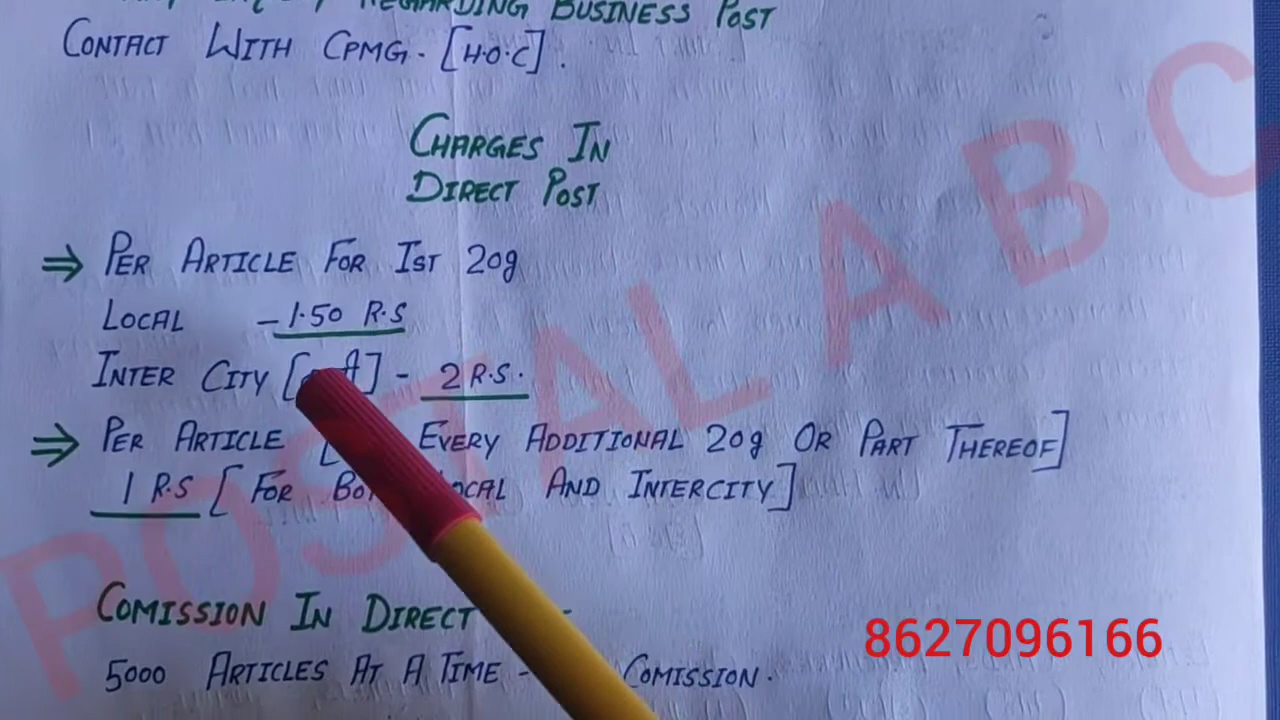 REGARDING BUSINESS POST
CONTACT WITH CPMG. [H.O.C].
CHARGES IN
DIRECT POST
⇒ PER ARTICLE FOR IST 20g
LOCAL - 1.50 R.S
INTER CITY - 2 R.S.
⇒ PER ARTICLE [ EVERY ADDITIONAL 20g OR PART THEREOF]
1 R.S [FOR LOCAL AND INTERCITY]
COMISSION IN DIRECT
5000 ARTICLES AT A TIME - COMISSION.
POSTAL ABC
8627096166